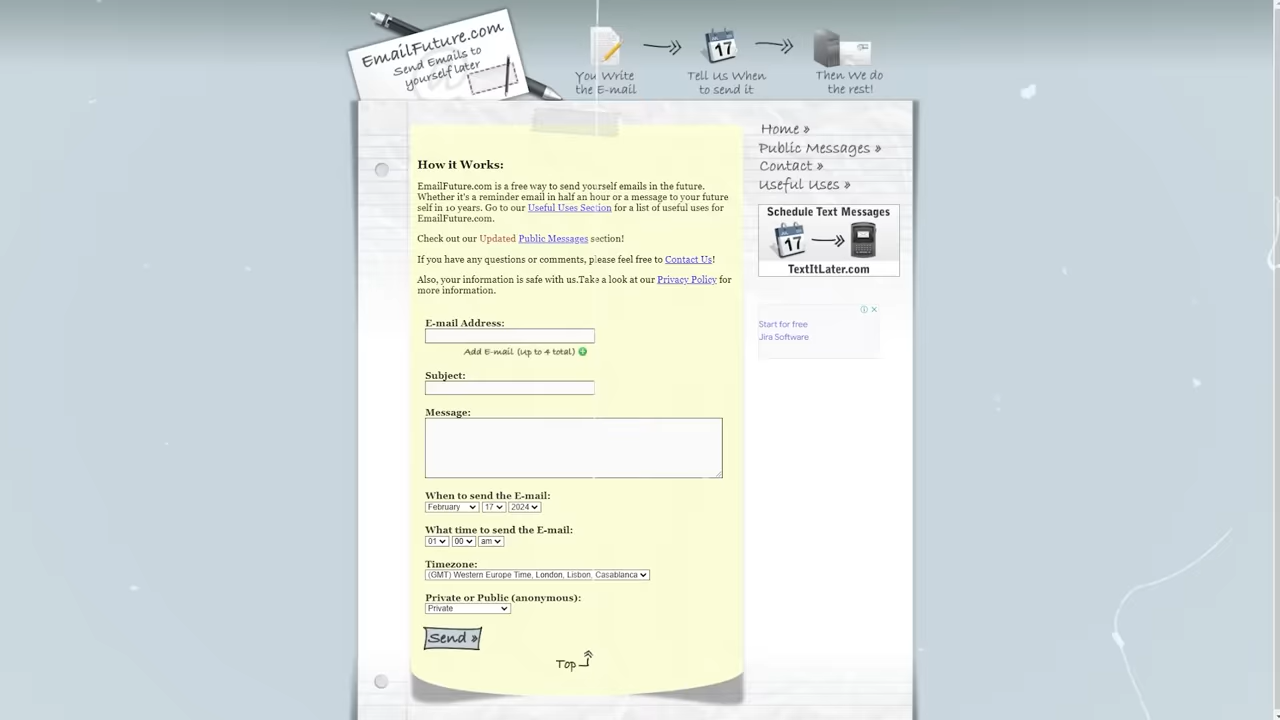 EmailFuture.com
Send Emails to
yourself later
You Write
the E-mail
17
Tell Us When
to send it
Then We do
the rest!
Home »
Public Messages »
Contact »
Useful Uses »
Schedule Text Messages
17
TextItLater.com
Start for free
Jira Software
How it Works:
EmailFuture.com is a free way to send yourself emails in the future.
Whether it's a reminder email in half an hour or a message to your future
self in 10 years. Go to our Useful Uses Section for a list of useful uses for
EmailFuture.com.
Check out our Updated Public Messages section!
If you have any questions or comments, please feel free to Contact Us!
Also, your information is safe with us.Take a look at our Privacy Policy for
more information.
E-mail Address:
Add E-mail (Up to 4 total)
Subject:
Message:
When to send the E-mail:
February 17 2024
What time to send the E-mail:
01 00 am
Timezone:
(GMT) Western Europe Time, London, Lisbon, Casablanca
Private or Public (anonymous):
Private
Send »
Top